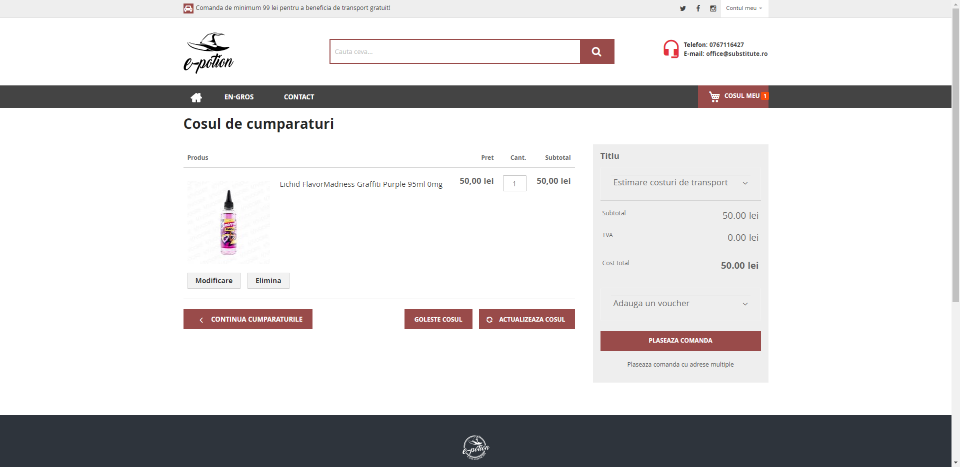 Comanda de minimum 99 lei pentru a beneficia de transport gratuit!
Contul meu
e-potion
Cauta ceva...
Telefon: 0767116427
E-mail: office@substitute.ro
EN-GROS
CONTACT
COSUL MEU 1
Cosul de cumparaturi
Produs
Pret
Cant.
Subtotal
Lichid FlavorMadness Graffiti Purple 95ml 0mg
50,00 lei
1
50,00 lei
Modificare
Elimina
CONTINUA CUMPARATURILE
GOLESTE COSUL
ACTUALIZEAZA COSUL
Titlu
Estimare costuri de transport
Subtotal
50.00 lei
TVA
0.00 lei
Cost total
50.00 lei
Adauga un voucher
PLASEAZA COMANDA
Plaseaza comanda cu adrese multiple
e-potion